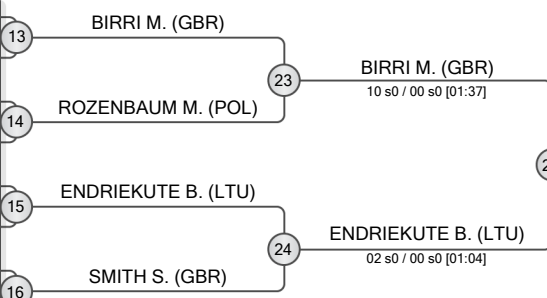 13
BIRRI M. (GBR)
23
BIRRI M. (GBR)
10 s0 / 00 s0 [01:37]
14
ROZENBAUM M. (POL)
15
ENDRIEKUTE B. (LTU)
24
ENDRIEKUTE B. (LTU)
02 s0 / 00 s0 [01:04]
16
SMITH S. (GBR)